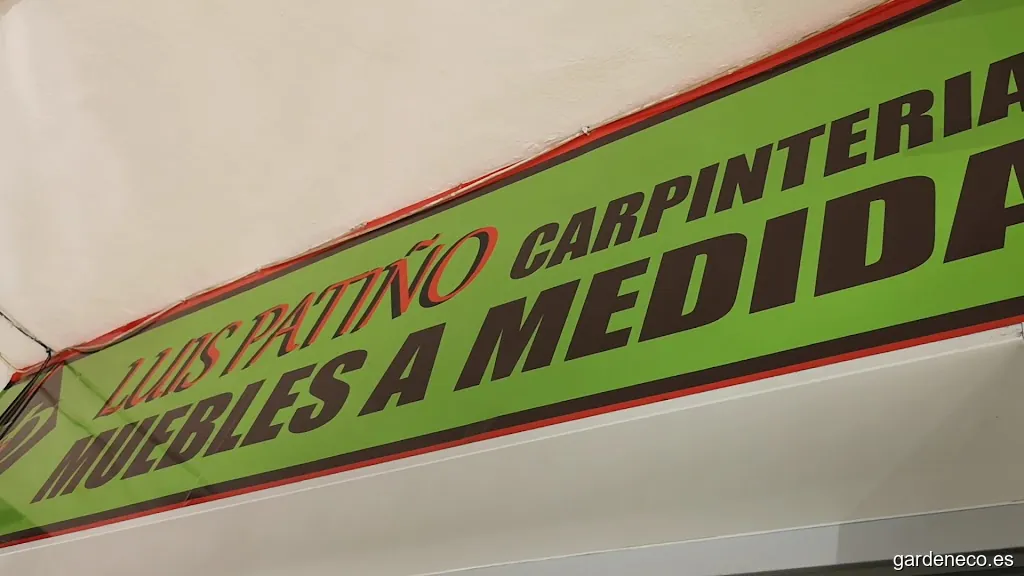 LUIS PATIÑO CARPINTERIA
MUEBLES A MEDIDA
gardeneco.es